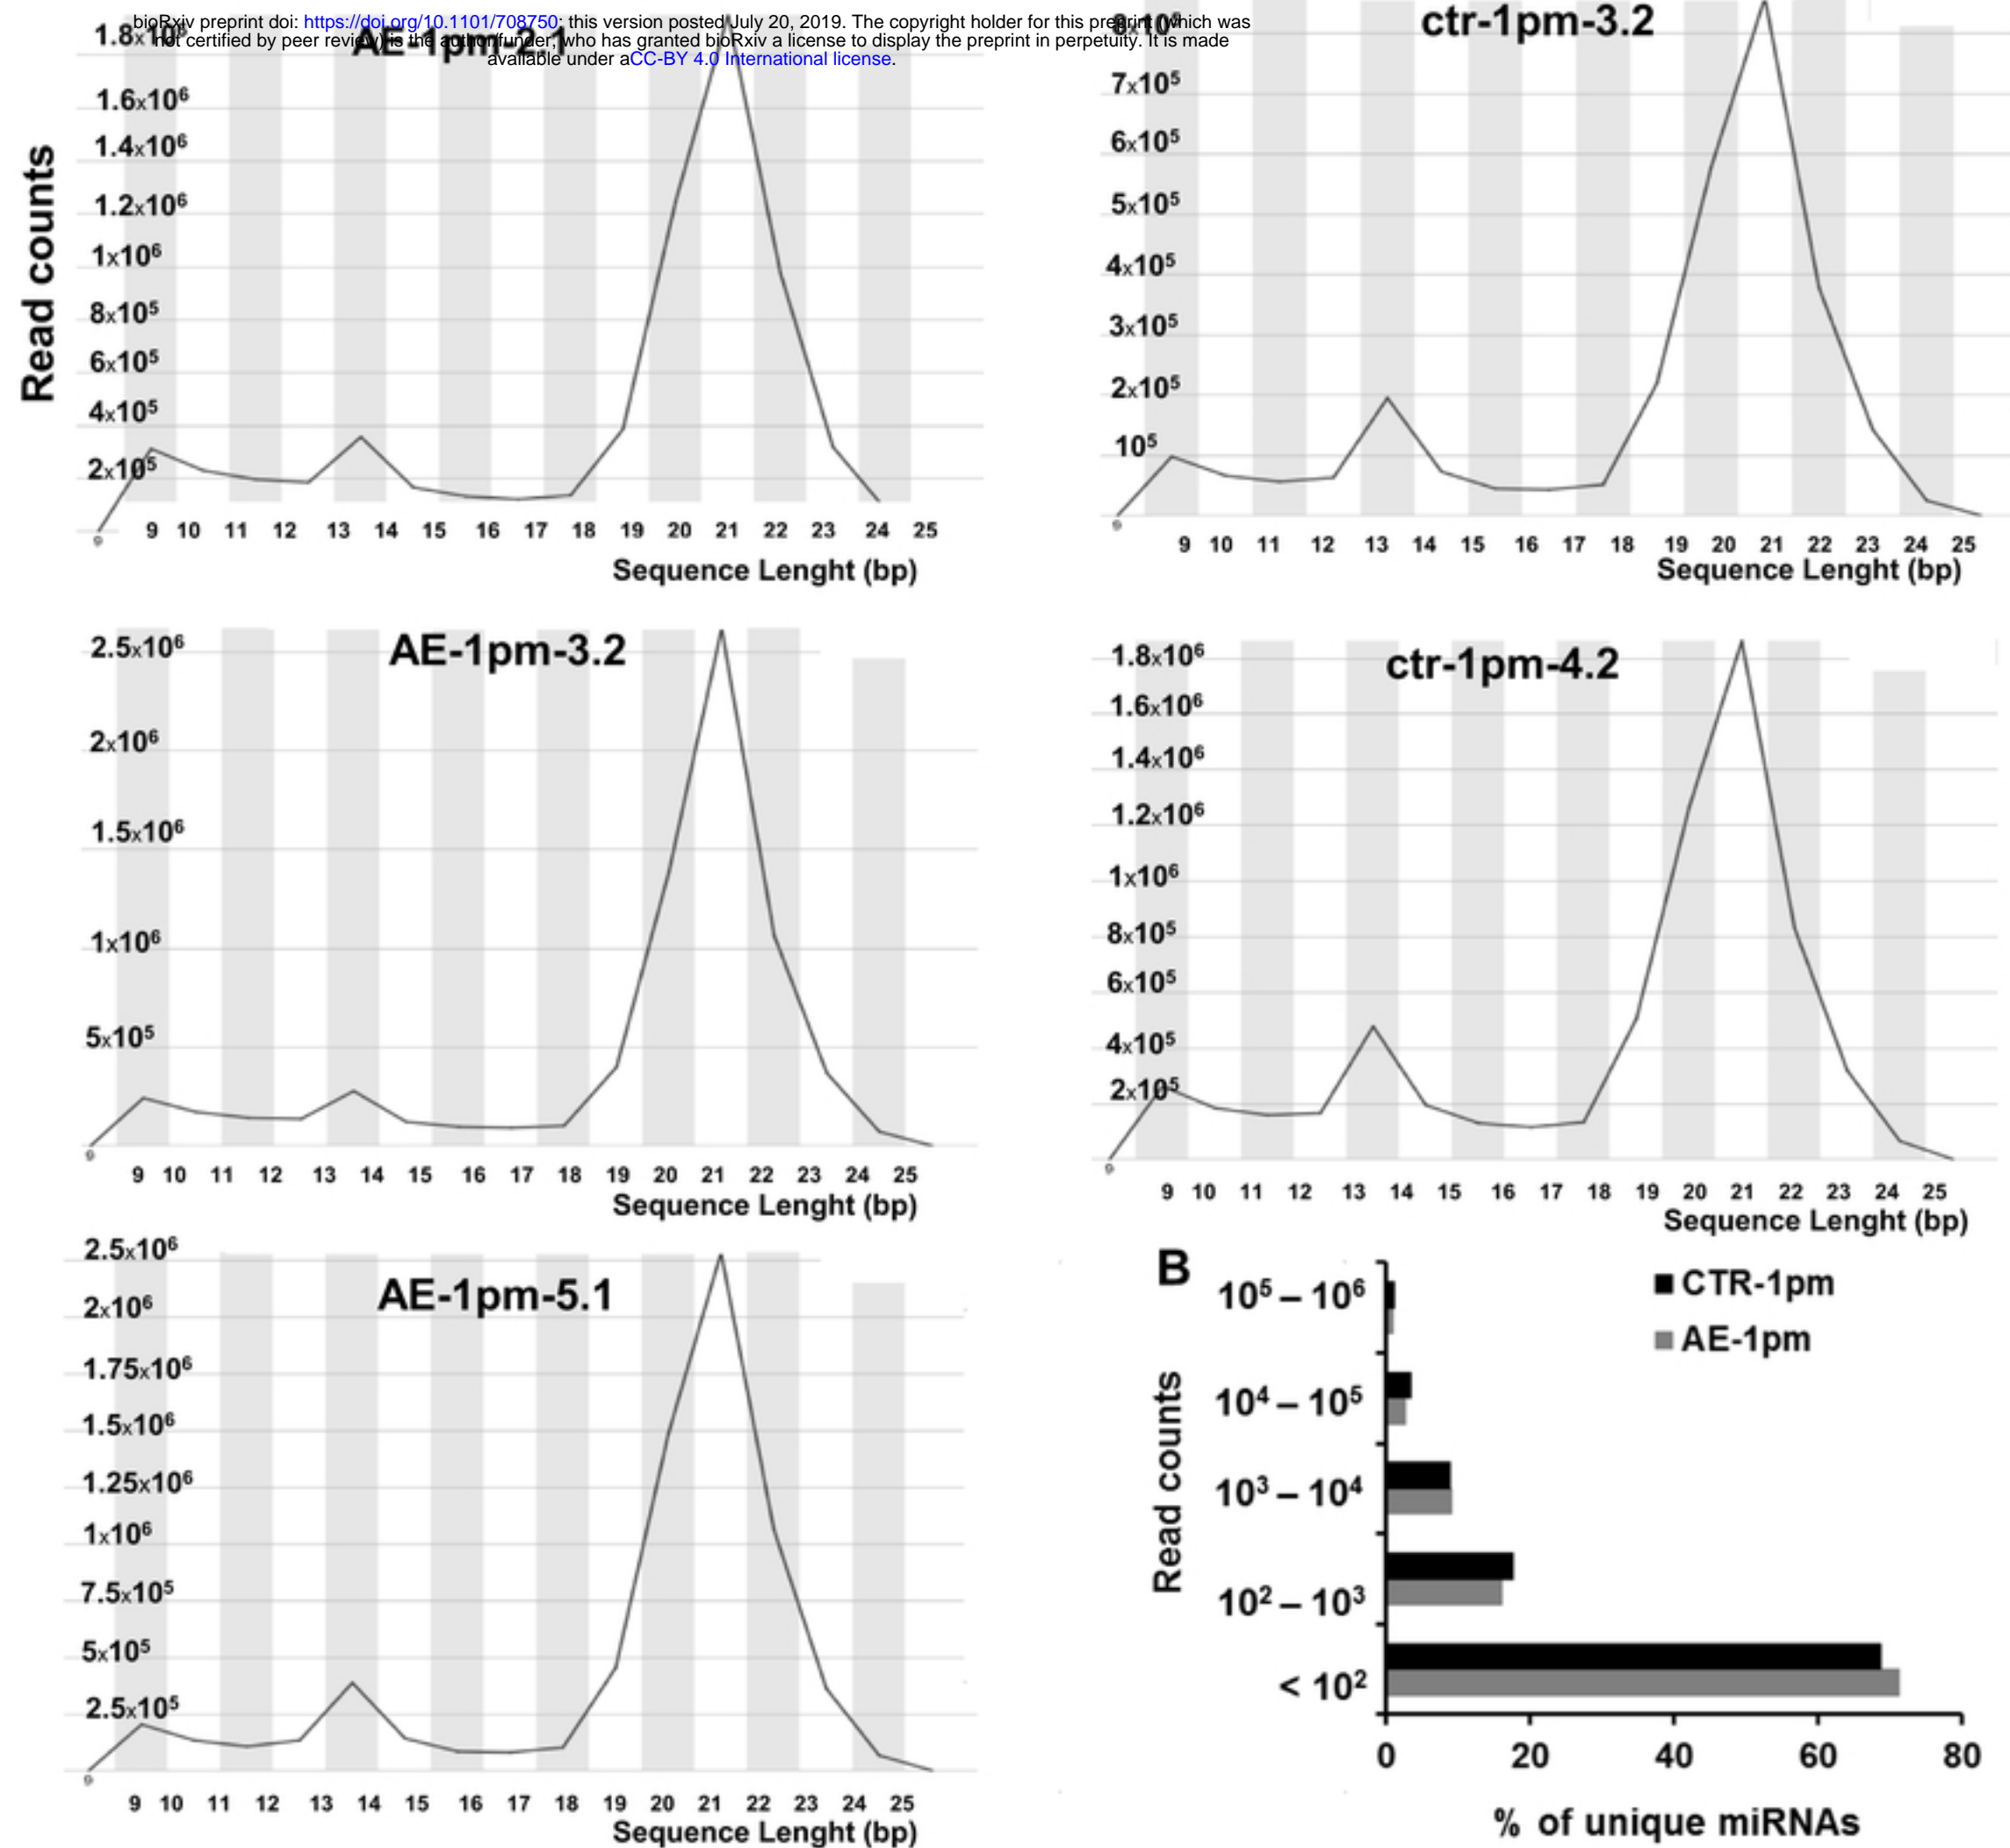 bioRxiv preprint doi: https://doi.org/10.1101/708750; this version posted July 20, 2019. The copyright holder for this preprint (which was
not certified by peer review) is the author/funder, who has granted bioRxiv a license to display the preprint in perpetuity. It is made
available under aCC-BY 4.0 International license.
AE-1pm-2.1
Read counts
1.8x10⁶
1.6x10⁶
1.4x10⁶
1.2x10⁶
1x10⁶
8x10⁵
6x10⁵
4x10⁵
2x10⁵
9
9 10 11 12 13 14 15 16 17 18 19 20 21 22 23 24 25
Sequence Lenght (bp)
ctr-1pm-3.2
8x10⁵
7x10⁵
6x10⁵
5x10⁵
4x10⁵
3x10⁵
2x10⁵
10⁵
9
9 10 11 12 13 14 15 16 17 18 19 20 21 22 23 24 25
Sequence Lenght (bp)
AE-1pm-3.2
2.5x10⁶
2x10⁶
1.5x10⁶
1x10⁶
5x10⁵
9
9 10 11 12 13 14 15 16 17 18 19 20 21 22 23 24 25
Sequence Lenght (bp)
ctr-1pm-4.2
1.8x10⁶
1.6x10⁶
1.4x10⁶
1.2x10⁶
1x10⁶
8x10⁵
6x10⁵
4x10⁵
2x10⁵
9
9 10 11 12 13 14 15 16 17 18 19 20 21 22 23 24 25
Sequence Lenght (bp)
AE-1pm-5.1
2.5x10⁶
2x10⁶
1.75x10⁶
1.5x10⁶
1.25x10⁶
1x10⁶
7.5x10⁵
5x10⁵
2.5x10⁵
9
9 10 11 12 13 14 15 16 17 18 19 20 21 22 23 24 25
Sequence Lenght (bp)
B
CTR-1pm
AE-1pm
Read counts
10⁵ – 10⁶
10⁴ – 10⁵
10³ – 10⁴
10² – 10³
< 10²
0 20 40 60 80
% of unique miRNAs